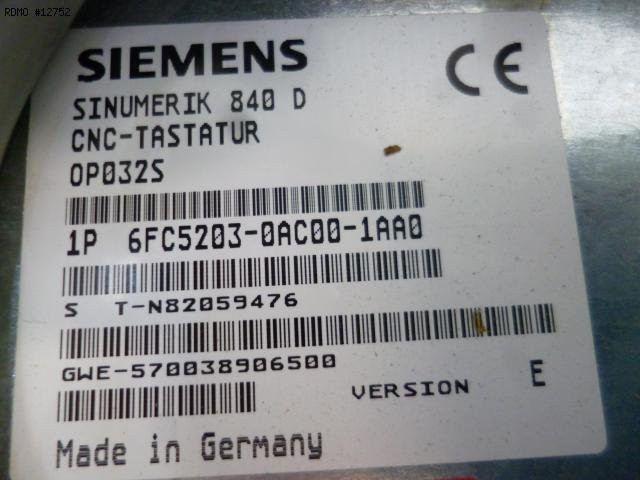 RDMO #12752
SIEMENS
CE
SINUMERIK 840 D
CNC-TASTATUR
OP032S
1P 6FC5203-0AC00-1AA0
S T-N82059476
GWE-570038906500
VERSION E
Made in Germany